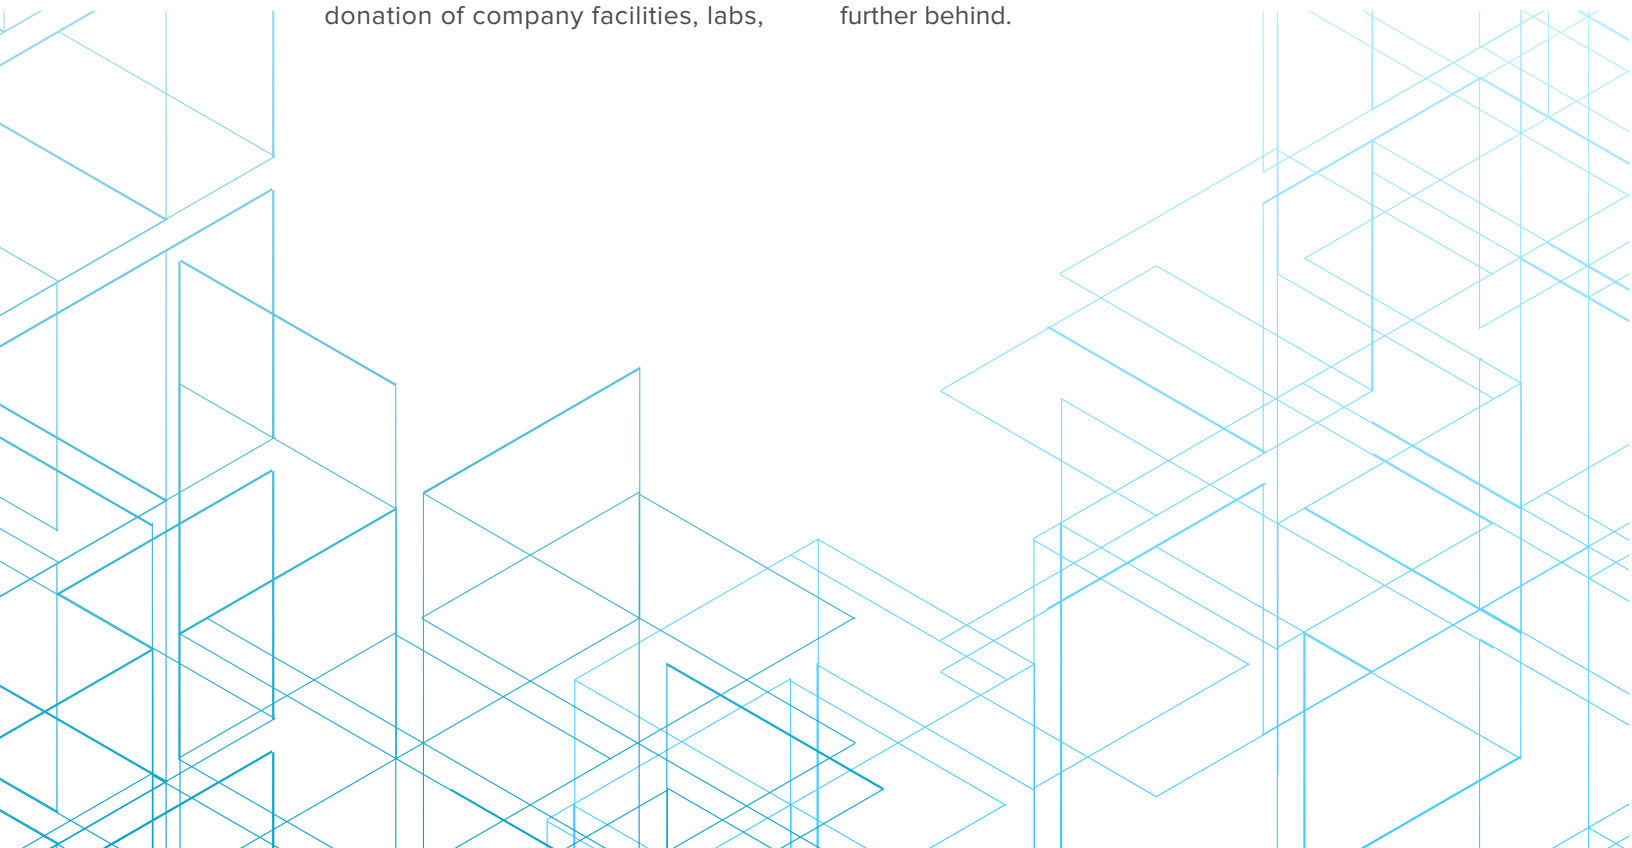 donation of company facilities, labs,
further behind.